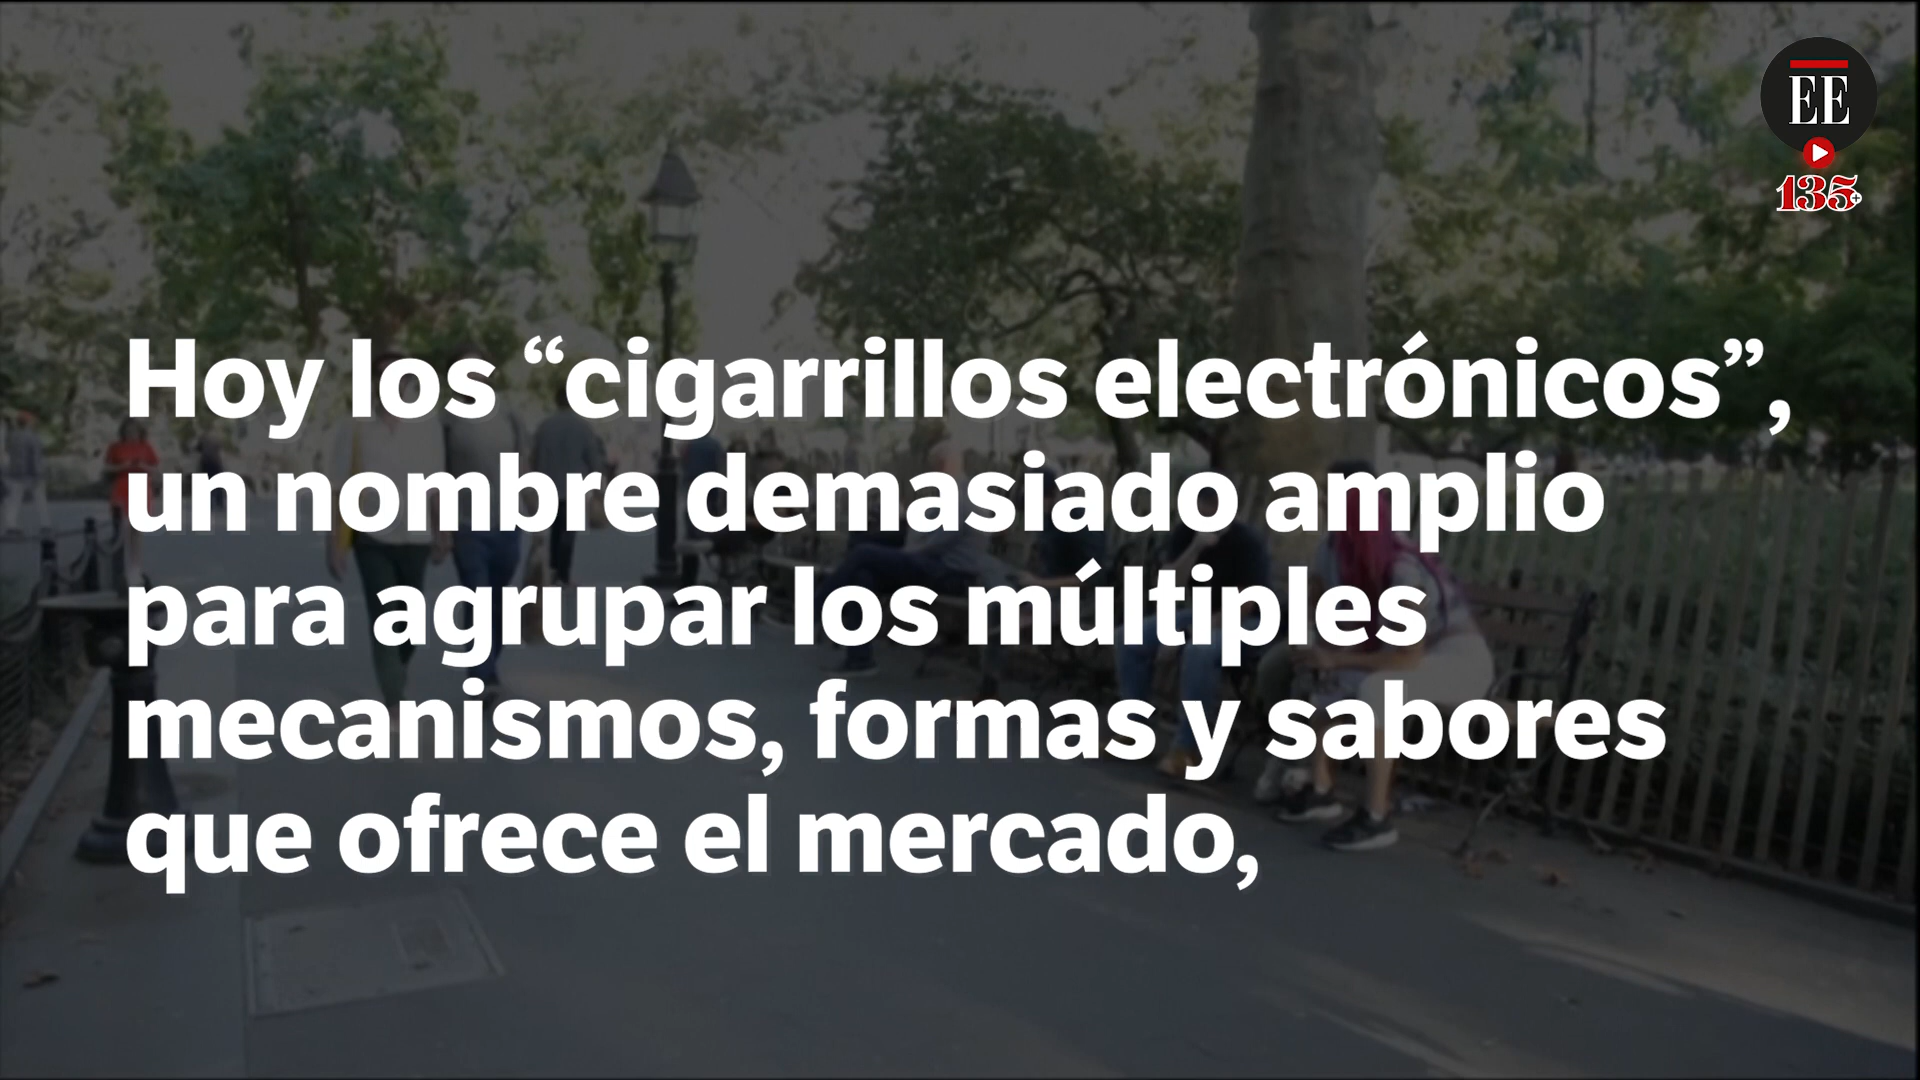 EE
135+
Hoy los “cigarrillos electrónicos”,
un nombre demasiado amplio
para agrupar los múltiples
mecanismos, formas y sabores
que ofrece el mercado,